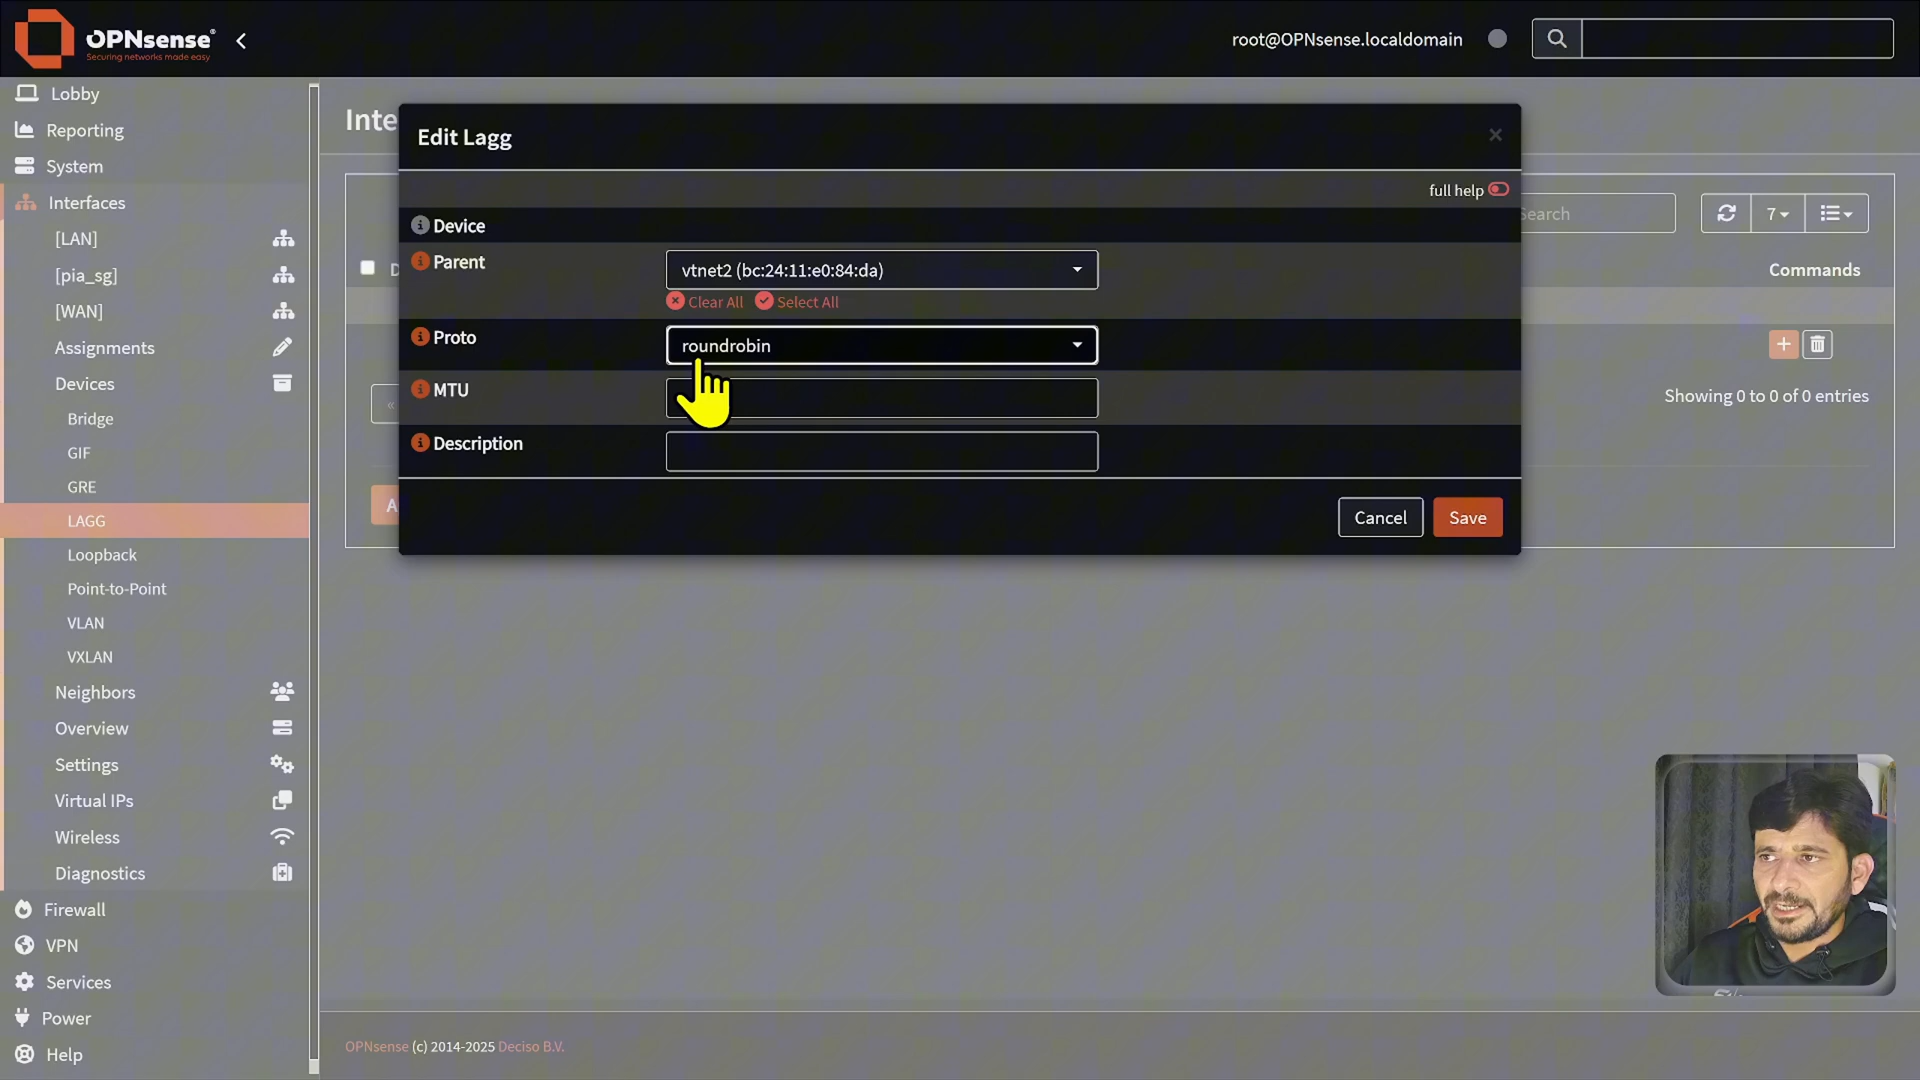 OPNsense®
Securing networks made easy
root@OPNsense.localdomain
Lobby
Reporting
System
Interfaces
[LAN]
[pia_sg]
[WAN]
Assignments
Devices
Bridge
GIF
GRE
LAGG
Loopback
Point-to-Point
VLAN
VXLAN
Neighbors
Overview
Settings
Virtual IPs
Wireless
Diagnostics
Firewall
VPN
Services
Power
Help
Inte
Edit Lagg
full help
Device
Parent
vtnet2 (bc:24:11:e0:84:da)
Clear All Select All
Proto
roundrobin
MTU
Description
Cancel
Save
Search
7
D
Commands
«
Showing 0 to 0 of 0 entries
A
OPNsense (c) 2014-2025 Deciso B.V.